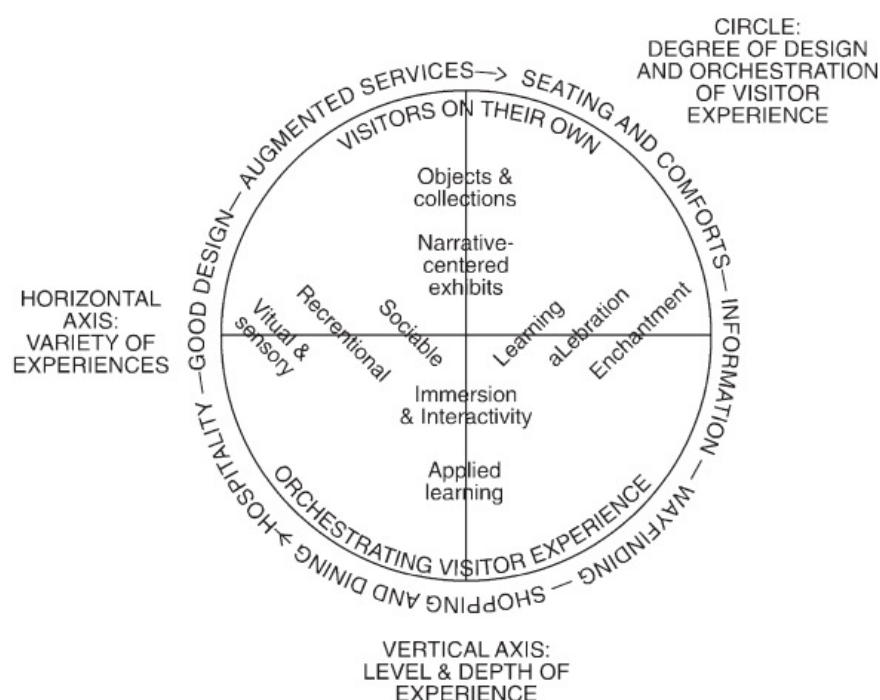 CIRCLE:
DEGREE OF DESIGN
AND ORCHESTRATION
OF VISITOR
EXPERIENCE
GOOD DESIGN— AUGMENTED SERVICES—> SEATING AND COMFORTS— INFORMATION — WAYFINDING — SHOPPING AND DINING —> HOSPITALITY —
VISITORS ON THEIR OWN
Objects &
collections
Narrative-
centered
exhibits
HORIZONTAL
AXIS:
VARIETY OF
EXPERIENCES
Vitual &
sensory
Recrentional
Sociable
Learning
aLebration
Enchantment
Immersion
& Interactivity
Applied
learning
ORCHESTRATING VISITOR EXPERIENCE
VERTICAL AXIS:
LEVEL & DEPTH OF
EXPERIENCE